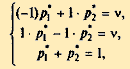 (-1)p₁* + 1 · p₂* = ν,
1 · p₁* - 1 · p₂* = ν,
p₁* + p₂* = 1,